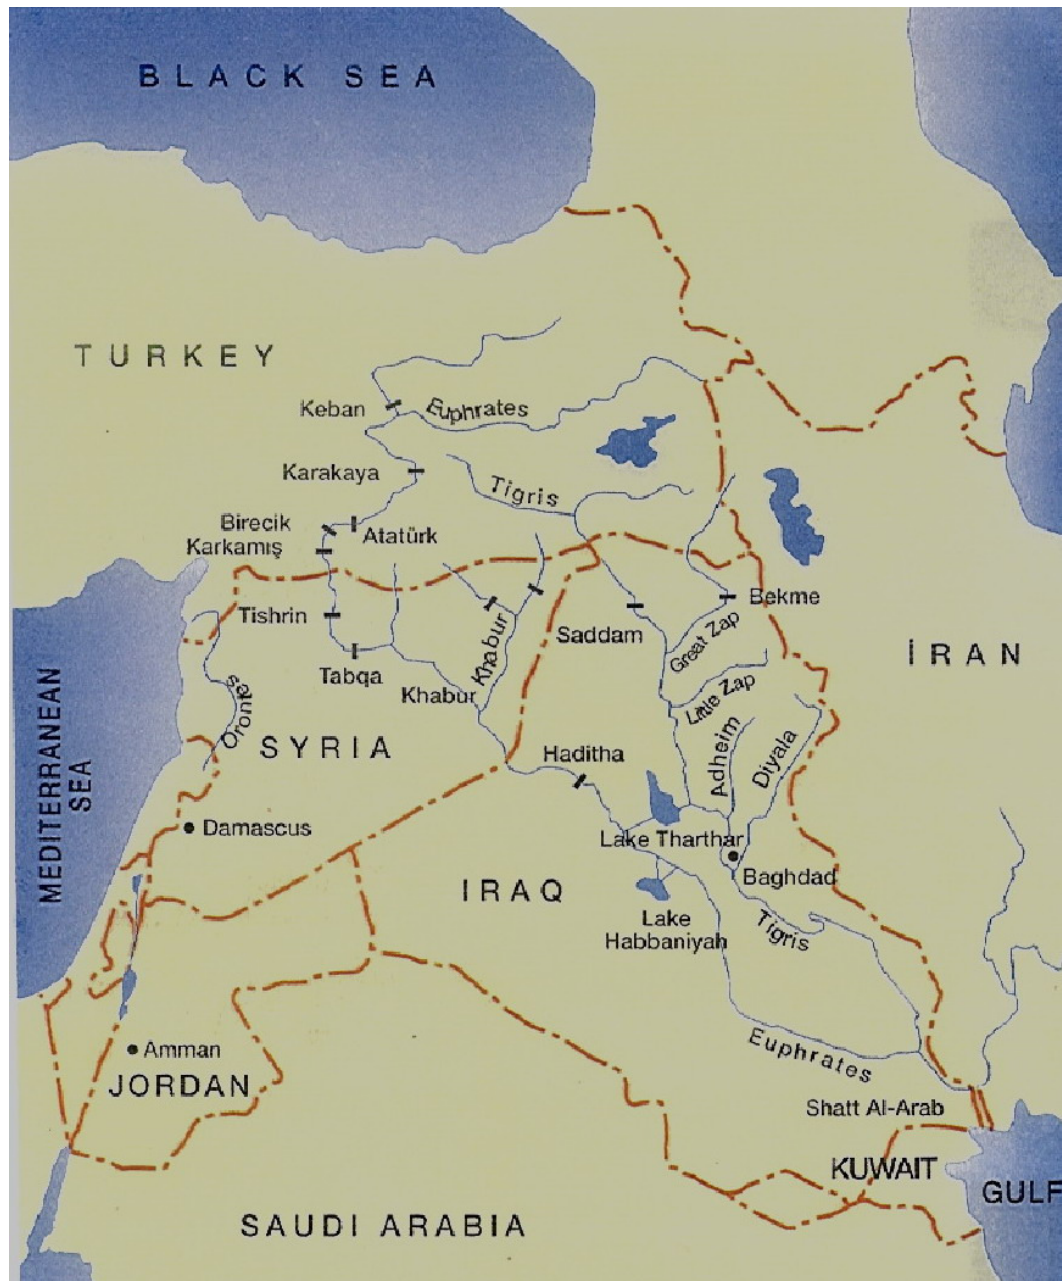 BLACK SEA
TURKEY
Keban
Euphrates
Karakaya
Tigris
Birecik
Karkamış
Atatürk
Tishrin
Tabqa
Khabur
Khabur
Saddam
Bekme
Great Zap
Little Zap
İRAN
Orontes
SYRIA
Haditha
Adheim
Diyala
MEDITERRANEAN
SEA
Damascus
Lake Tharthar
Baghdad
IRAQ
Lake
Habbaniyah
Tigris
Amman
JORDAN
Euphrates
Shatt Al-Arab
KUWAIT
GULF
SAUDI ARABIA